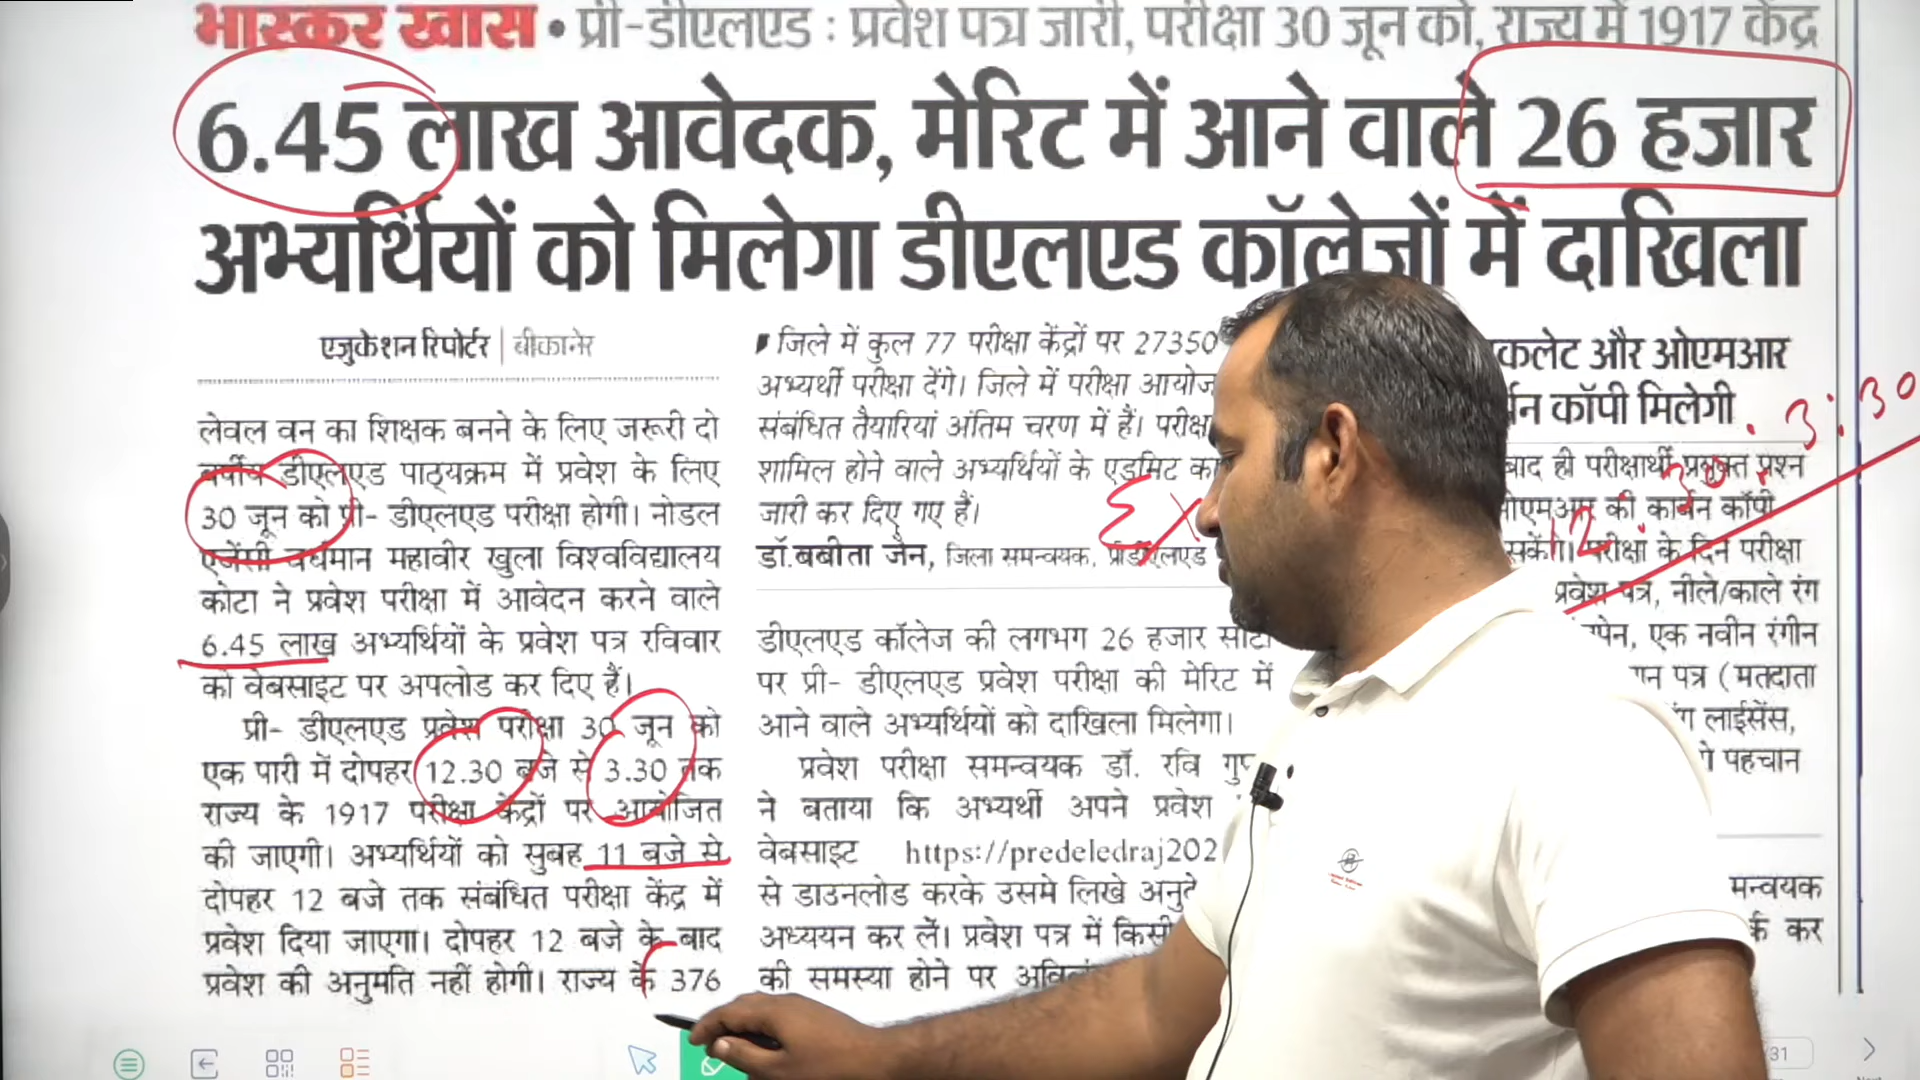 भास्कर खास • प्री-डीएलएड : प्रवेश पत्र जारी, परीक्षा 30 जून को, राज्य में 1917 केंद्र
6.45 लाख आवेदक, मेरिट में आने वाले 26 हजार
अभ्यर्थियों को मिलेगा डीएलएड कॉलेजों में दाखिला
एजुकेशन रिपोर्टर | बीकानेर
लेवल वन का शिक्षक बनने के लिए जरूरी दो
वर्षीय डीएलएड पाठ्यक्रम में प्रवेश के लिए
30 जून को प्री- डीएलएड परीक्षा होगी। नोडल
एजेंसी वर्धमान महावीर खुला विश्वविद्यालय
कोटा ने प्रवेश परीक्षा में आवेदन करने वाले
6.45 लाख अभ्यर्थियों के प्रवेश पत्र रविवार
को वेबसाइट पर अपलोड कर दिए हैं।
प्री- डीएलएड प्रवेश परीक्षा 30 जून को
एक पारी में दोपहर 12.30 बजे से 3.30 तक
राज्य के 1917 परीक्षा केंद्रों पर आयोजित
की जाएगी। अभ्यर्थियों को सुबह 11 बजे से
दोपहर 12 बजे तक संबंधित परीक्षा केंद्र में
प्रवेश दिया जाएगा। दोपहर 12 बजे के बाद
प्रवेश की अनुमति नहीं होगी। राज्य के 376
जिले में कुल 77 परीक्षा केंद्रों पर 27350
अभ्यर्थी परीक्षा देंगे। जिले में परीक्षा आयोज
संबंधित तैयारियां अंतिम चरण में हैं। परीक्ष
शामिल होने वाले अभ्यर्थियों के एडमिट का
जारी कर दिए गए हैं।
डॉ.बबीता जैन, जिला समन्वयक, प्रीडीएलएड
Ex
डीएलएड कॉलेज की लगभग 26 हजार सीटों
पर प्री- डीएलएड प्रवेश परीक्षा की मेरिट में
आने वाले अभ्यर्थियों को दाखिला मिलेगा।
प्रवेश परीक्षा समन्वयक डॉ. रवि गुप
ने बताया कि अभ्यर्थी अपने प्रवेश
वेबसाइट https://predeledraj202
से डाउनलोड करके उसमे लिखे अनुदे
अध्ययन कर लें। प्रवेश पत्र में किसी
की समस्या होने पर अविलं
कलेट और ओएमआर
र्बन कॉपी मिलेगी
12:30 : 3:30
बाद ही परीक्षार्थी प्रयुक्त प्रश्न
ओएमआर की कार्बन कॉपी
सकेंगे। परीक्षा के दिन परीक्षा
प्रवेश पत्र, नीले/काले रंग
पेन, एक नवीन रंगीन
ान पत्र (मतदाता
ग लाईसेंस,
पहचान
मन्वयक
र्क कर
/31